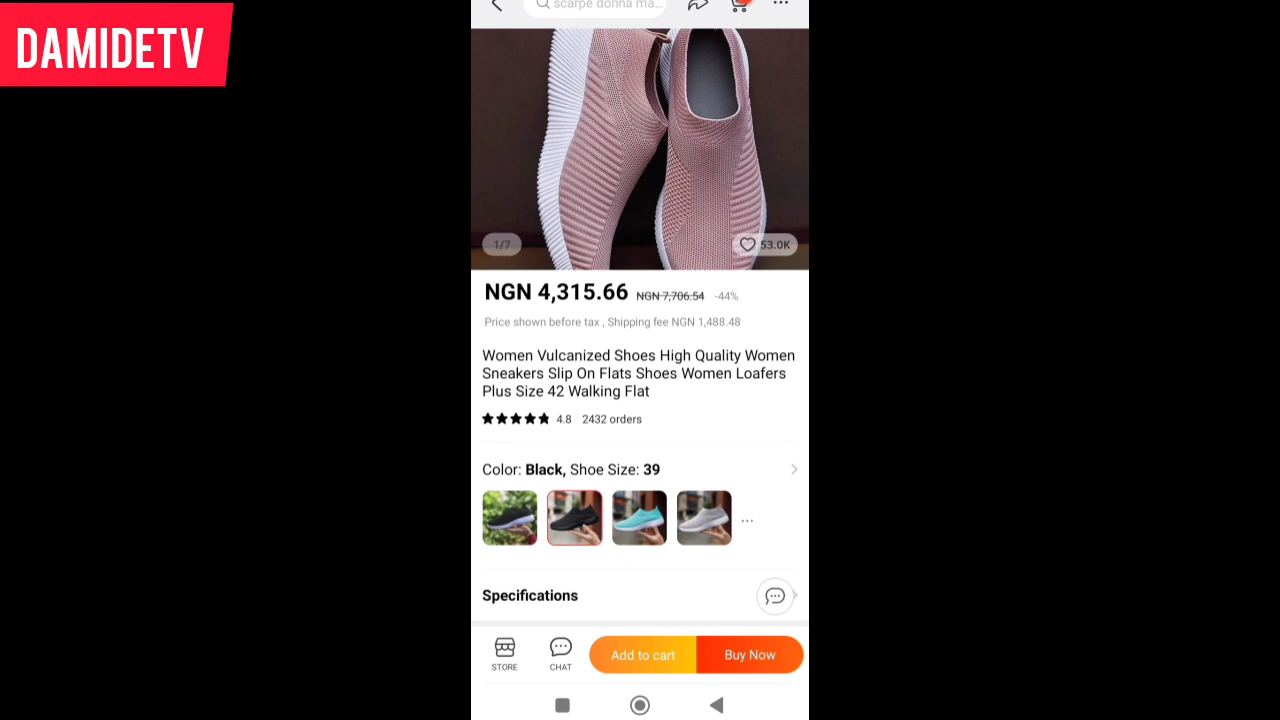 DAMIDETV
scarpe donna ma...
1/7
53.0K
NGN 4,315.66 NGN 7,706.54 -44%
Price shown before tax , Shipping fee NGN 1,488.48
Women Vulcanized Shoes High Quality Women
Sneakers Slip On Flats Shoes Women Loafers
Plus Size 42 Walking Flat
4.8 2432 orders
Color: Black, Shoe Size: 39
...
Specifications
STORE
CHAT
Add to cart
Buy Now